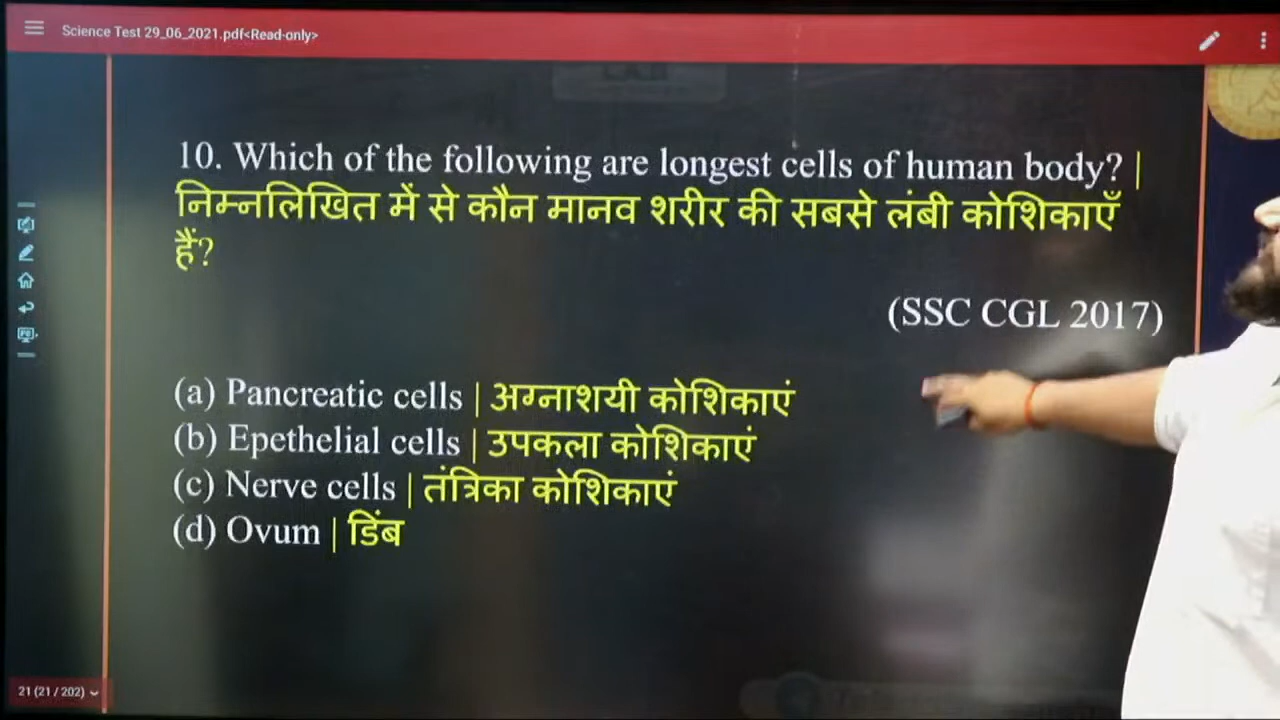 Science Test 29_06_2021.pdf<Read-only>
10. Which of the following are longest cells of human body? |
निम्नलिखित में से कौन मानव शरीर की सबसे लंबी कोशिकाएँ
हैं?
(SSC CGL 2017)
(a) Pancreatic cells | अग्नाशयी कोशिकाएं
(b) Epethelial cells | उपकला कोशिकाएं
(c) Nerve cells | तंत्रिका कोशिकाएं
(d) Ovum | डिंब
21 (21 / 202)